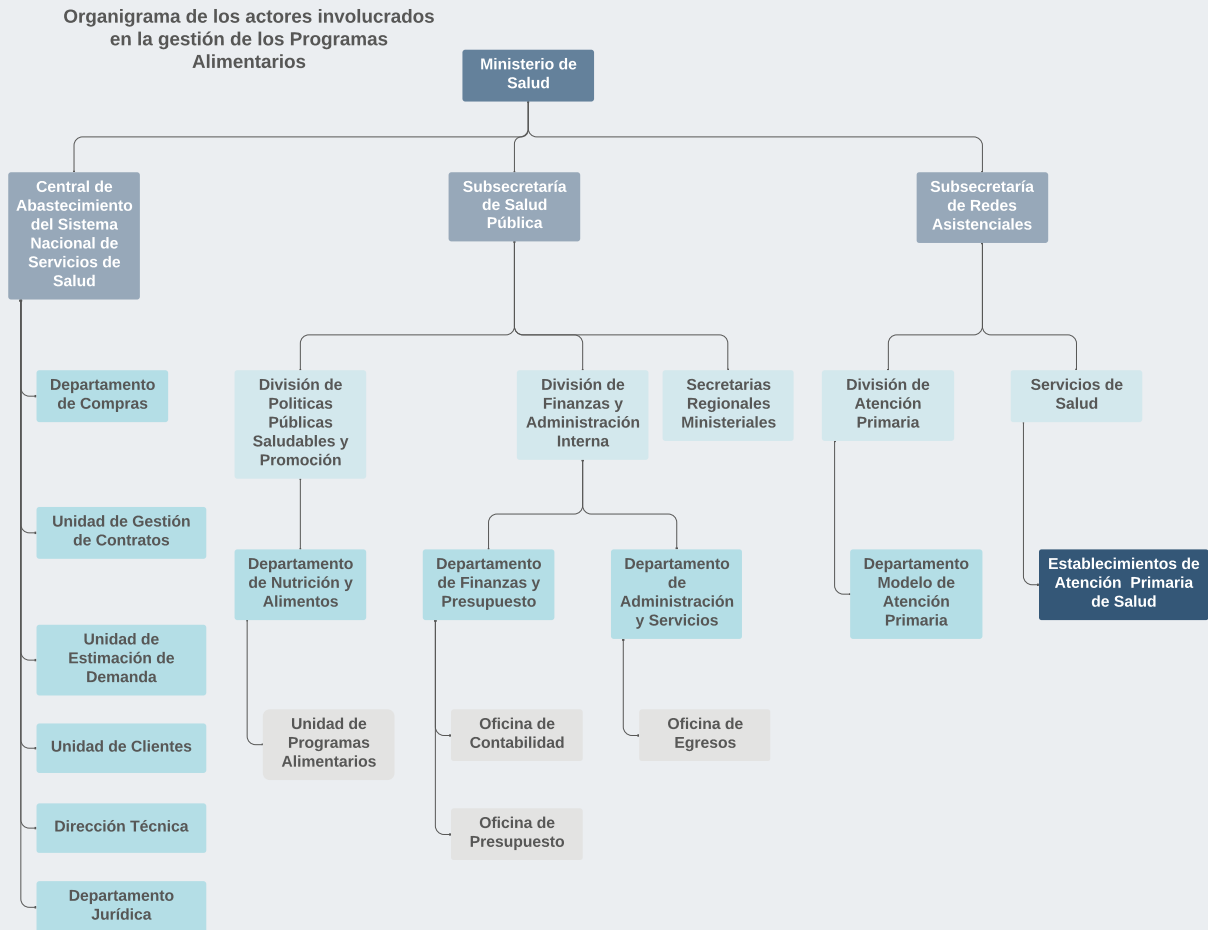 Organigrama de los actores involucrados
en la gestión de los Programas
Alimentarios
Ministerio de
Salud
Central de
Abastecimiento
del Sistema
Nacional de
Servicios de
Salud
Subsecretaría
de Salud
Pública
Subsecretaría
de Redes
Asistenciales
Departamento
de Compras
División de
Politicas
Públicas
Saludables y
Promoción
División de
Finanzas y
Administración
Interna
Secretarias
Regionales
Ministeriales
División de
Atención
Primaria
Servicios de
Salud
Unidad de Gestión
de Contratos
Departamento
de Nutrición y
Alimentos
Departamento
de Finanzas y
Presupuesto
Departamento
de
Administración
y Servicios
Departamento
Modelo de
Atención
Primaria
Establecimientos de
Atención Primaria
de Salud
Unidad de
Estimación de
Demanda
Unidad de Clientes
Unidad de
Programas
Alimentarios
Oficina de
Contabilidad
Oficina de
Egresos
Dirección Técnica
Oficina de
Presupuesto
Departamento
Jurídica